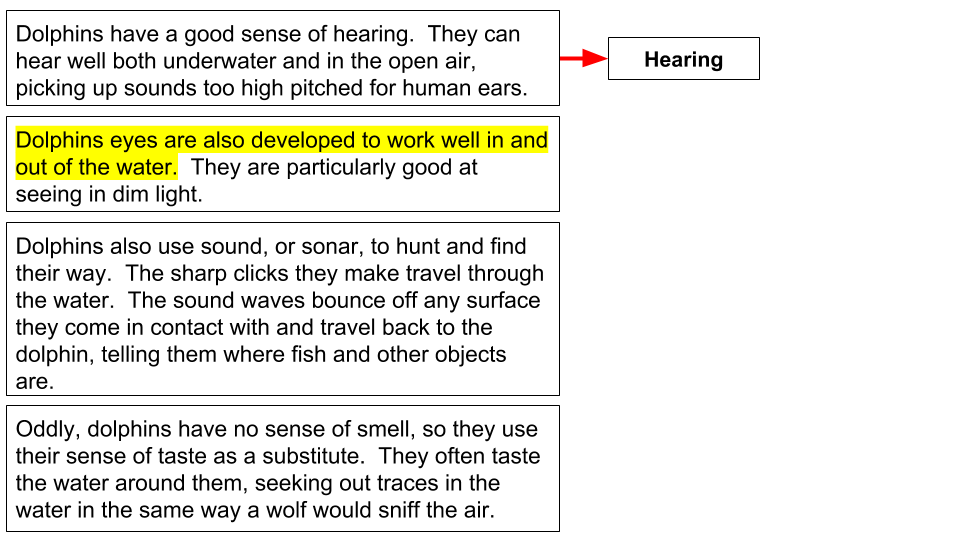 Dolphins have a good sense of hearing.  They can
hear well both underwater and in the open air,
picking up sounds too high pitched for human ears.
Hearing
Dolphins eyes are also developed to work well in and
out of the water.  They are particularly good at
seeing in dim light.
Dolphins also use sound, or sonar, to hunt and find
their way.  The sharp clicks they make travel through
the water.  The sound waves bounce off any surface
they come in contact with and travel back to the
dolphin, telling them where fish and other objects
are.
Oddly, dolphins have no sense of smell, so they use
their sense of taste as a substitute.  They often taste
the water around them, seeking out traces in the
water in the same way a wolf would sniff the air.